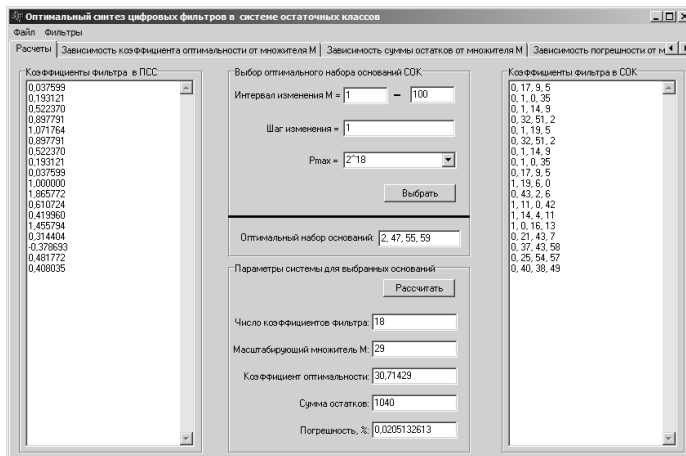 Оптимальный синтез цифровых фильтров в системе остаточных классов
Файл Фильтры
Расчеты Зависимость коэффициента оптимальности от множителя М Зависимость суммы остатков от множителя М Зависимость погрешности от м
Коэффициенты фильтра в ПСС
0,037599
0,193121
0,522370
0,897791
1,071764
0,897791
0,522370
0,193121
0,037599
1,000000
1,865772
0,610724
0,419960
1,455794
0,314404
-0,378693
0,481772
0,408035
Выбор оптимального набора оснований СОК
Интервал изменения М = 1 – 100
Шаг изменения = 1
Pmax = 2^18
Выбрать
Оптимальный набор оснований: 2, 47, 55, 59
Параметры системы для выбранных оснований
Рассчитать
Число коэффициентов фильтра: 18
Масштабирующий множитель М: 29
Коэффициент оптимальности: 30,71429
Сумма остатков: 1040
Погрешность, %: 0,0205132613
Коэффициенты фильтра в СОК
0, 17, 9, 5
0, 1, 0, 35
0, 1, 14, 9
0, 32, 51, 2
0, 1, 19, 5
0, 32, 51, 2
0, 1, 14, 9
0, 1, 0, 35
0, 17, 9, 5
1, 19, 6, 0
0, 43, 2, 6
1, 11, 0, 42
1, 14, 4, 11
1, 0, 16, 13
0, 21, 43, 7
0, 37, 43, 58
0, 25, 54, 57
0, 40, 38, 49